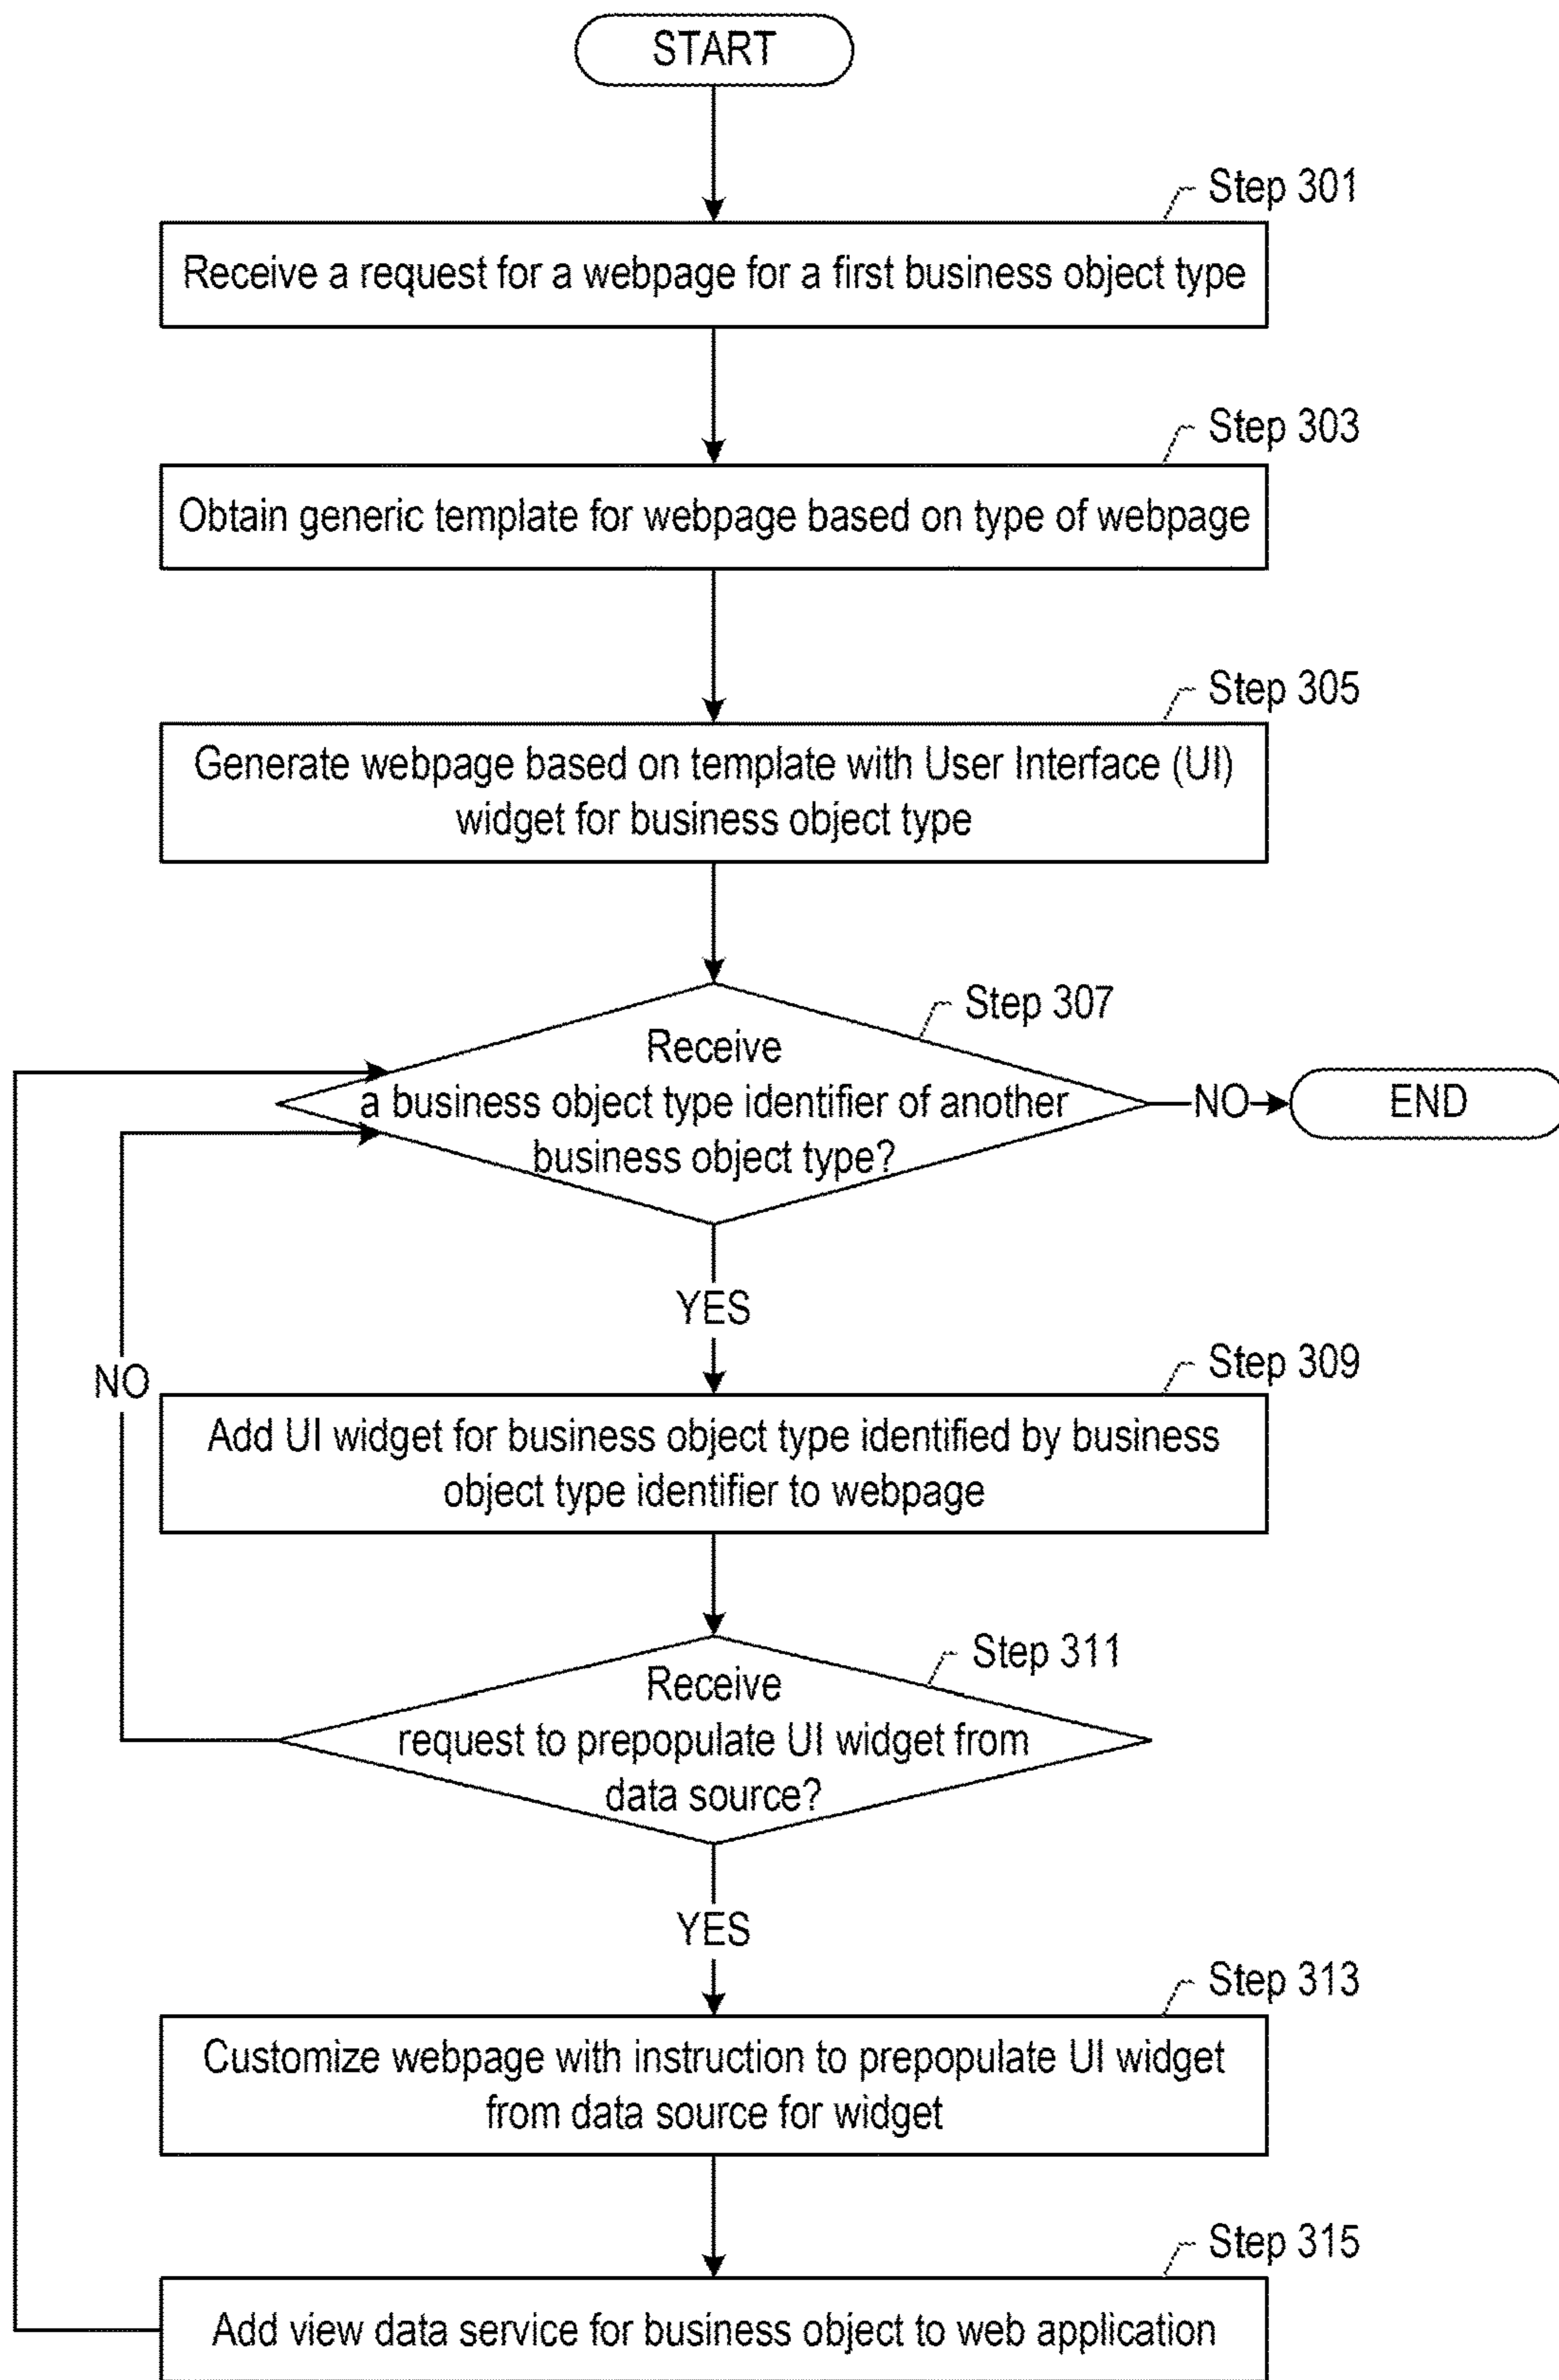 START
Step 301
Receive a request for a webpage for a first business object type
Step 303
Obtain generic template for webpage based on type of webpage
Step 305
Generate webpage based on template with User Interface (UI)
widget for business object type
Step 307
Receive
a business object type identifier of another
business object type?
NO
END
YES
Step 309
Add UI widget for business object type identified by business
object type identifier to webpage
NO
Step 311
Receive
request to prepopulate UI widget from
data source?
YES
Step 313
Customize webpage with instruction to prepopulate UI widget
from data source for widget
Step 315
Add view data service for business object to web application